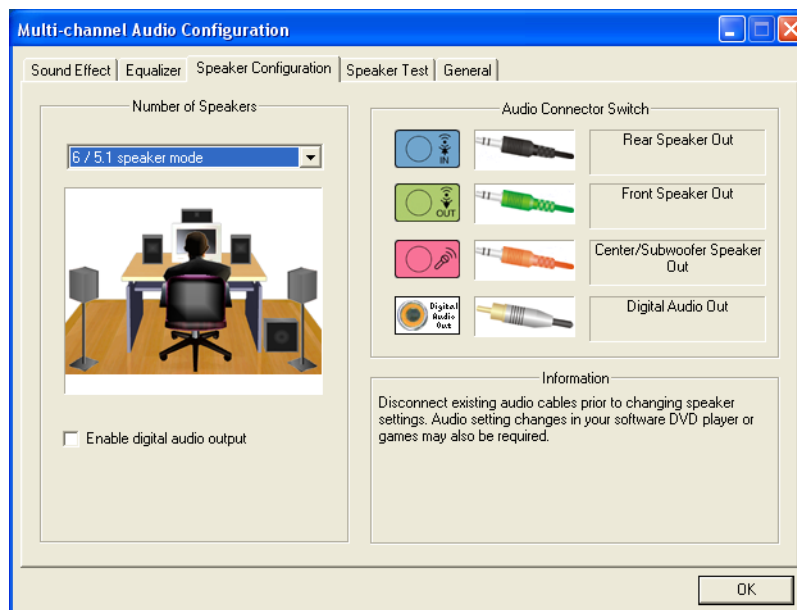 Multi-channel Audio Configuration
Sound Effect
Equalizer
Speaker Configuration
Speaker Test
General
Number of Speakers
6 / 5.1 speaker mode
Enable digital audio output
Audio Connector Switch
IN
Rear Speaker Out
OUT
Front Speaker Out
Center/Subwoofer Speaker
Out
Digital
Audio
Out
Digital Audio Out
Information
Disconnect existing audio cables prior to changing speaker
settings. Audio setting changes in your software DVD player or
games may also be required.
OK